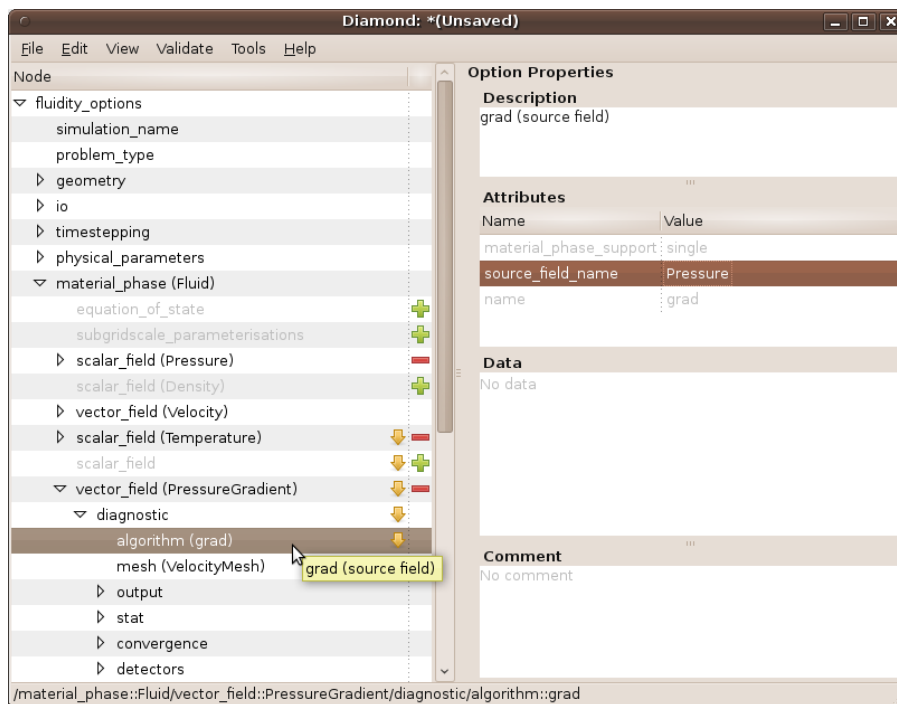 Diamond: *(Unsaved)
File Edit View Validate Tools Help
Node
fluidity_options
simulation_name
problem_type
geometry
io
timestepping
physical_parameters
material_phase (Fluid)
equation_of_state
subgridscale_parameterisations
scalar_field (Pressure)
scalar_field (Density)
vector_field (Velocity)
scalar_field (Temperature)
scalar_field
vector_field (PressureGradient)
diagnostic
algorithm (grad)
mesh (VelocityMesh)
grad (source field)
output
stat
convergence
detectors
Option Properties
Description
grad (source field)
Attributes
Name Value
material_phase_support single
source_field_name Pressure
name grad
Data
No data
Comment
No comment
/material_phase::Fluid/vector_field::PressureGradient/diagnostic/algorithm::grad